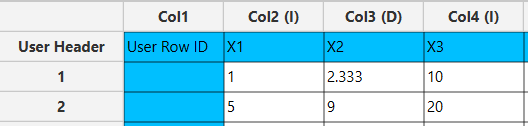 Col1 Col2 (I) Col3 (D) Col4 (I)
User Header User Row ID X1 X2 X3
1 1 2.333 10
2 5 9 20